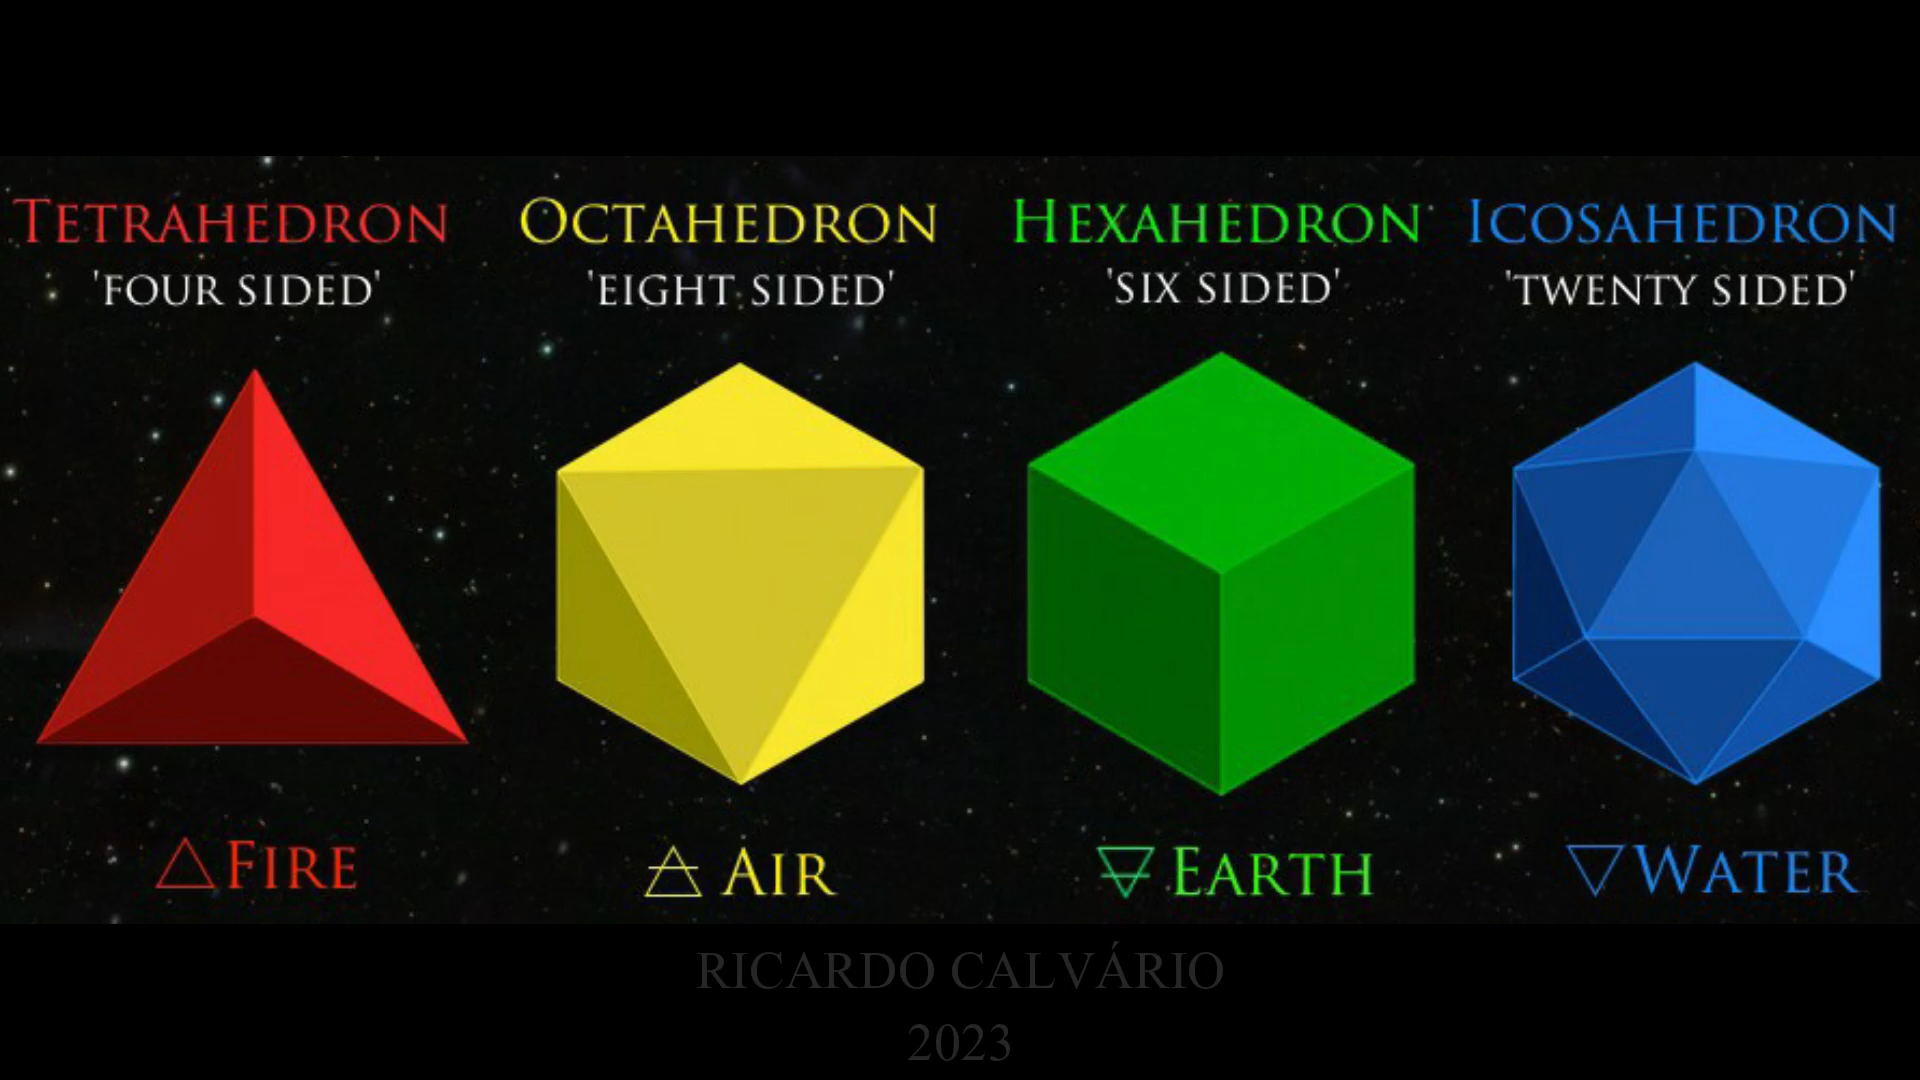 TETRAHEDRON
'FOUR SIDED'
FIRE
OCTAHEDRON
'EIGHT SIDED'
AIR
HEXAHEDRON
'SIX SIDED'
EARTH
ICOSAHEDRON
'TWENTY SIDED'
WATER
RICARDO CALVÁRIO
2023